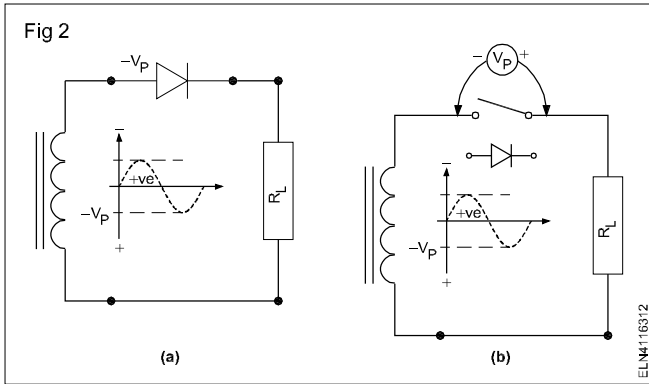 Fig 2
−VP
−
+ve
−VP
+
RL
(a)
− VP +
−
+ve
−VP
+
RL
(b)
ELN4116312